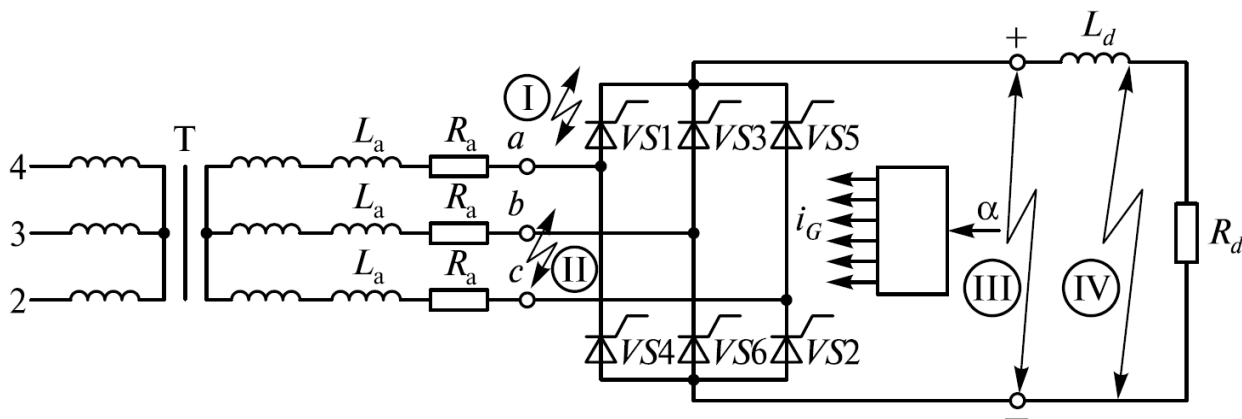 + L_d
I
T L_a R_a a VS1 VS3 VS5
4
L_a R_a b i_G α
3
L_a R_a c II III IV R_d
2
VS4 VS6 VS2
−